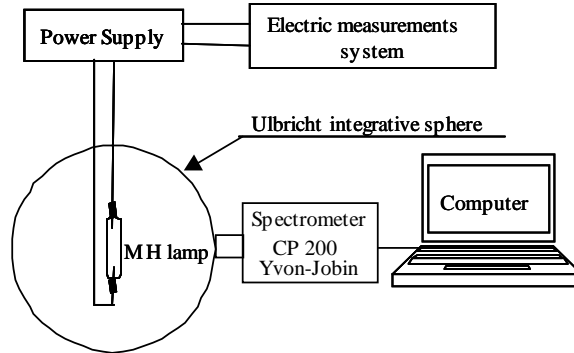 Power Supply
Electric measurements
system
Ulbricht integrative sphere
MH lamp
Spectrometer
CP 200
Yvon-Jobin
Computer